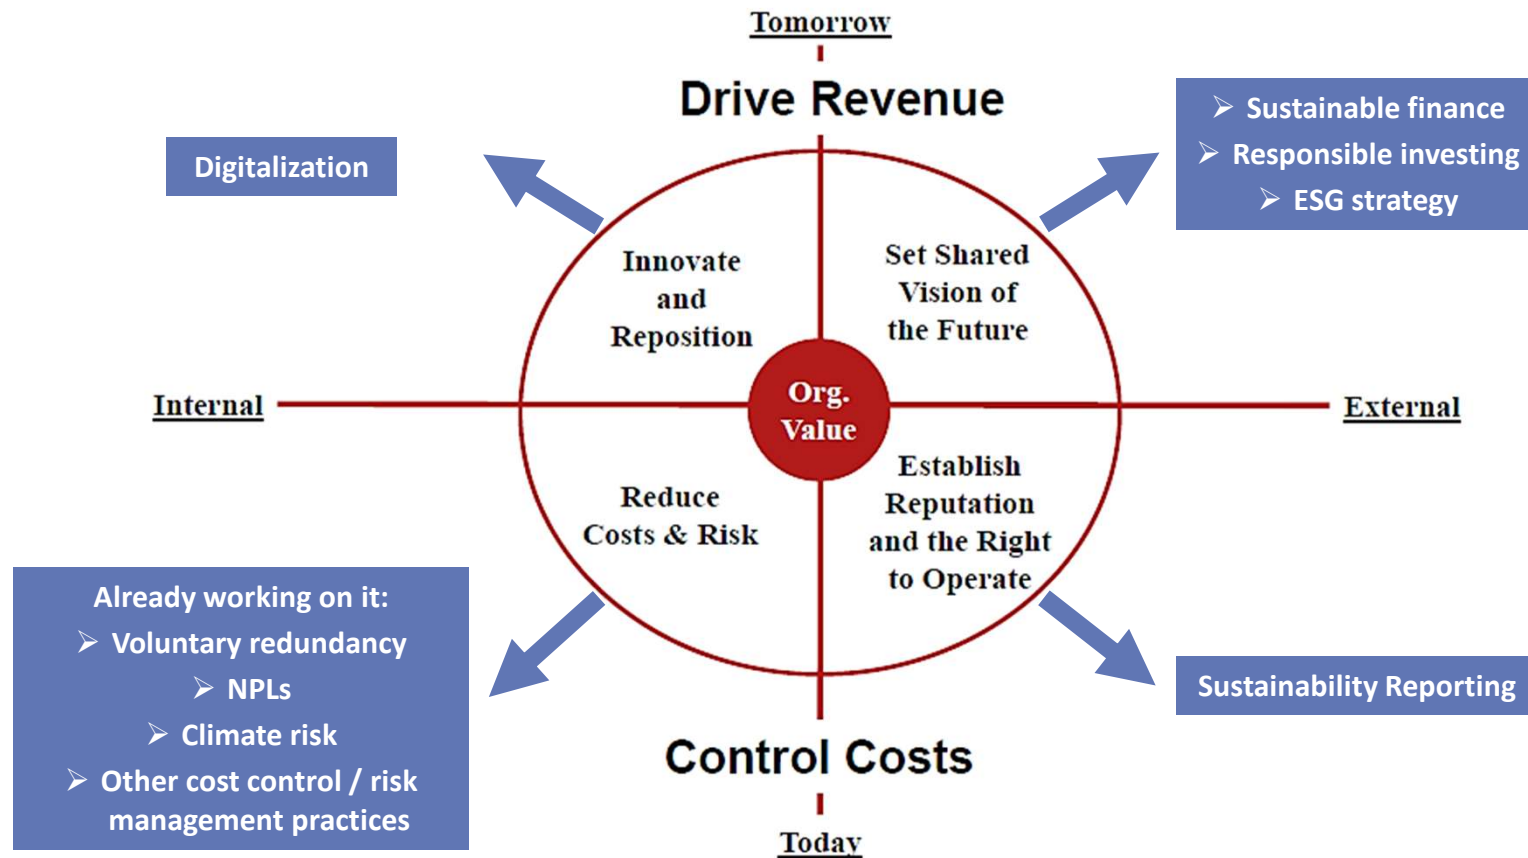 Tomorrow
Drive Revenue
Digitalization
➢ Sustainable finance
➢ Responsible investing
➢ ESG strategy
Innovate
and
Reposition
Set Shared
Vision of
the Future
Internal
Org.
Value
External
Reduce
Costs & Risk
Establish
Reputation
and the Right
to Operate
Already working on it:
➢ Voluntary redundancy
➢ NPLs
➢ Climate risk
➢ Other cost control / risk
management practices
Sustainability Reporting
Control Costs
Today